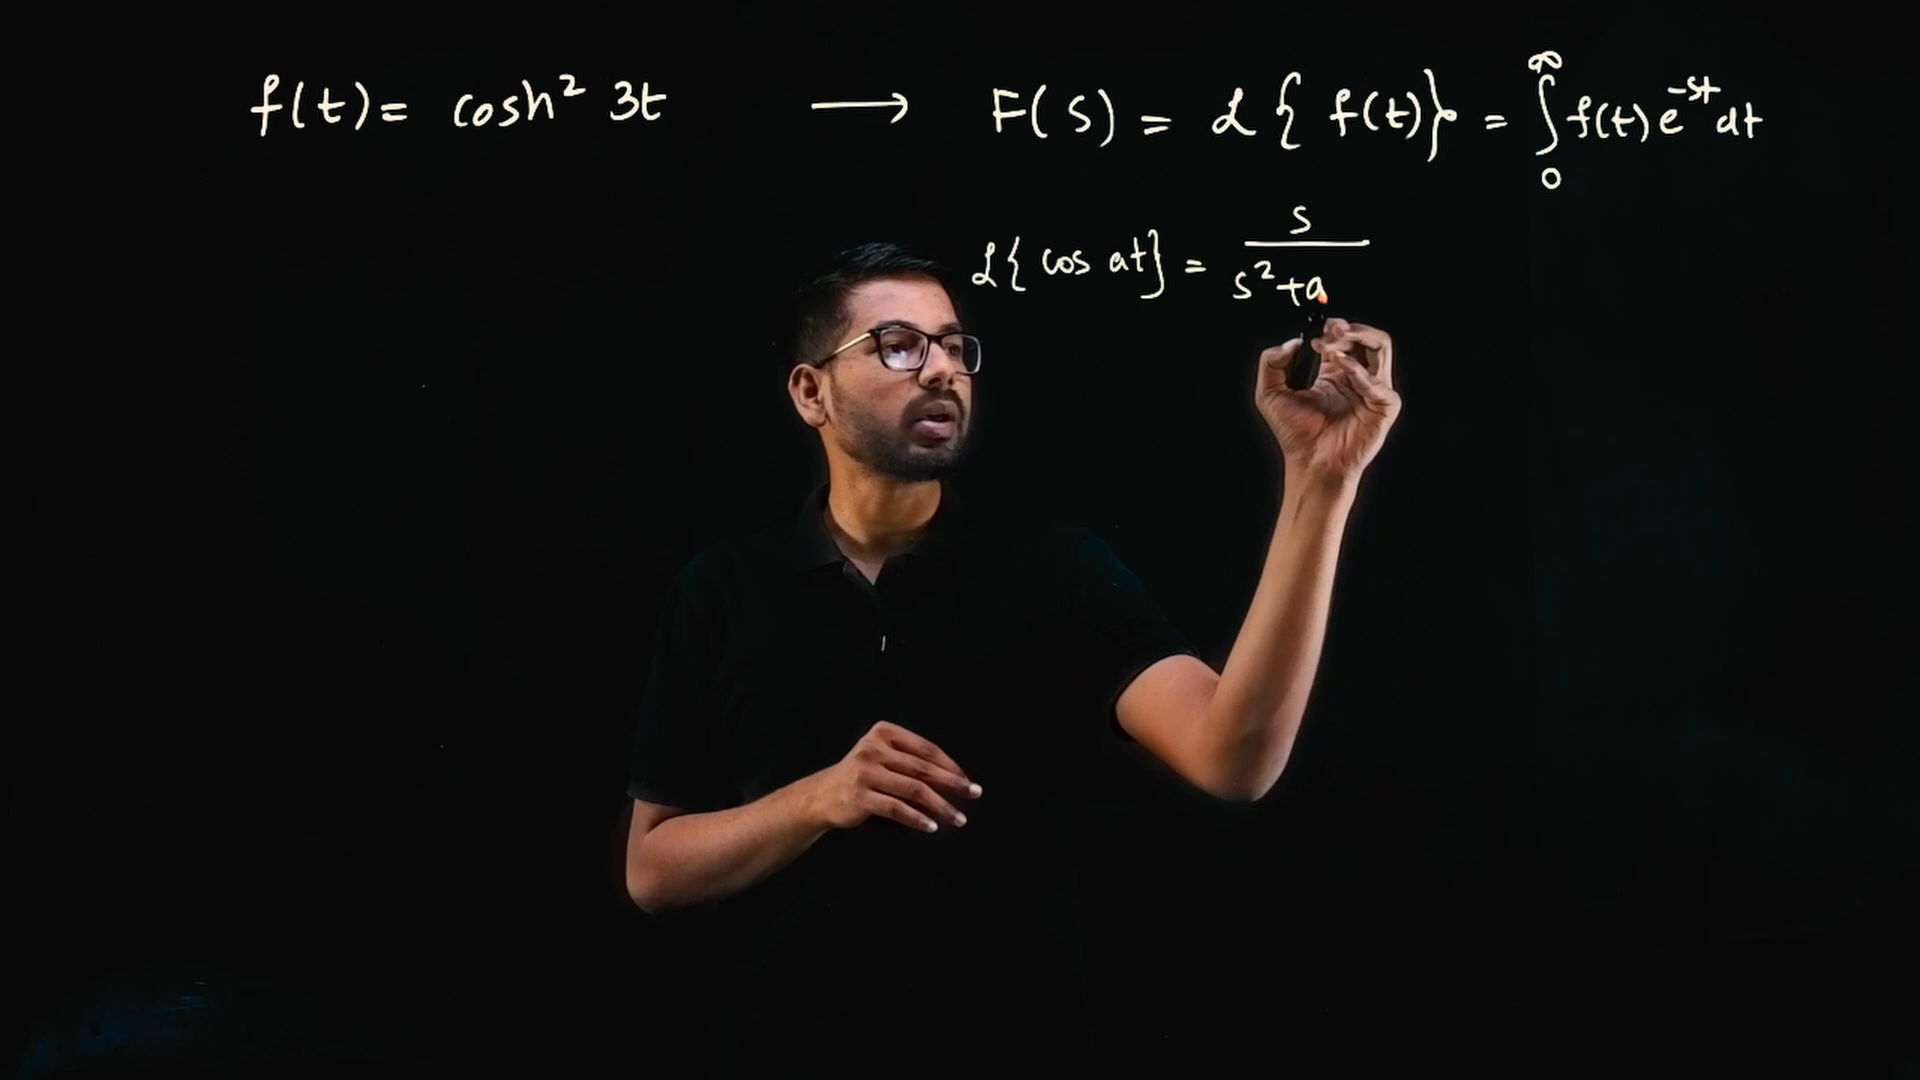 f(t) = cosh² 3t ⟶ F(s) = ℒ{ f(t)} = ∫₀^∞ f(t) e^{-st} dt
ℒ{ cos at} = s / s²+a